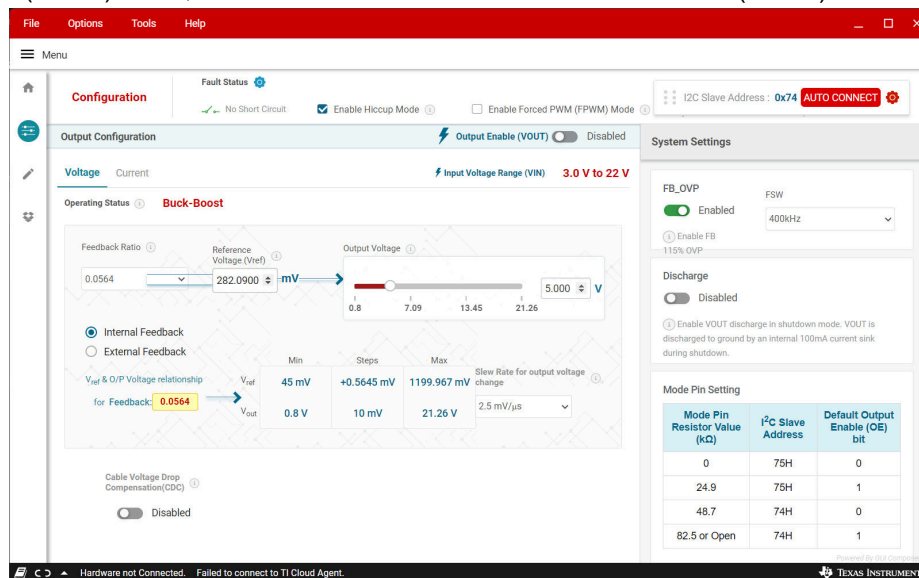 File Options Tools Help
Menu
Configuration
Fault Status
No Short Circuit
Enable Hiccup Mode
Enable Forced PWM (FPWM) Mode
I2C Slave Address : 0x74 AUTO CONNECT
Output Configuration
Output Enable (VOUT) Disabled
System Settings
Voltage Current
Input Voltage Range (VIN) 3.0 V to 22 V
Operating Status Buck-Boost
Feedback Ratio
0.0564
Reference
Voltage (Vref)
282.0900 mV
Output Voltage
5.000 V
0.8 7.09 13.45 21.26
Internal Feedback
External Feedback
Vref & O/P Voltage relationship
for Feedback: 0.0564
Min Steps Max
Vref 45 mV +0.5645 mV 1199.967 mV
Vout 0.8 V 10 mV 21.26 V
Slew Rate for output voltage
change
2.5 mV/µs
Cable Voltage Drop
Compensation(CDC)
Disabled
FB_OVP
Enabled
Enable FB
115% OVP
FSW
400kHz
Discharge
Disabled
Enable VOUT discharge in shutdown mode. VOUT is
discharged to ground by an internal 100mA current sink
during shutdown.
Mode Pin Setting
Mode Pin Resistor Value (kΩ) I²C Slave Address Default Output Enable (OE) bit
0 75H 0
24.9 75H 1
48.7 74H 0
82.5 or Open 74H 1
Powered By GUI Composer
Hardware not Connected. Failed to connect to TI Cloud Agent.
TEXAS INSTRUMENT